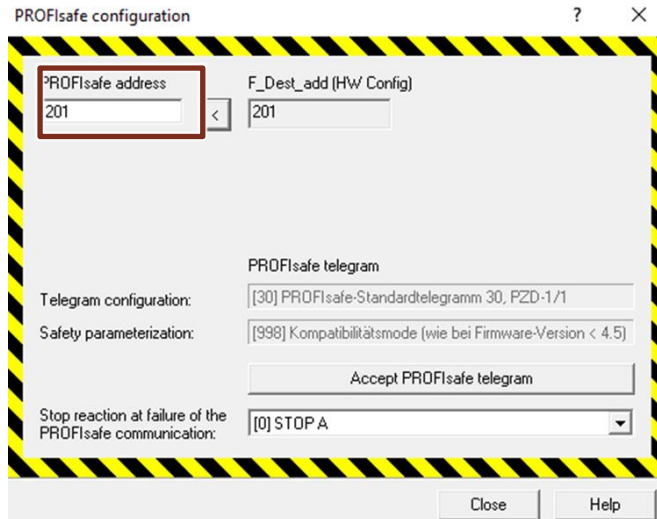 PROFIsafe configuration
? ×
PROFIsafe address F_Dest_add (HW Config)
201 < 201
PROFIsafe telegram
Telegram configuration: [30] PROFIsafe-Standardtelegramm 30, PZD-1/1
Safety parameterization: [998] Kompatibilitätsmode (wie bei Firmware-Version < 4.5)
Accept PROFIsafe telegram
Stop reaction at failure of the
PROFIsafe communication: [0] STOP A
Close Help